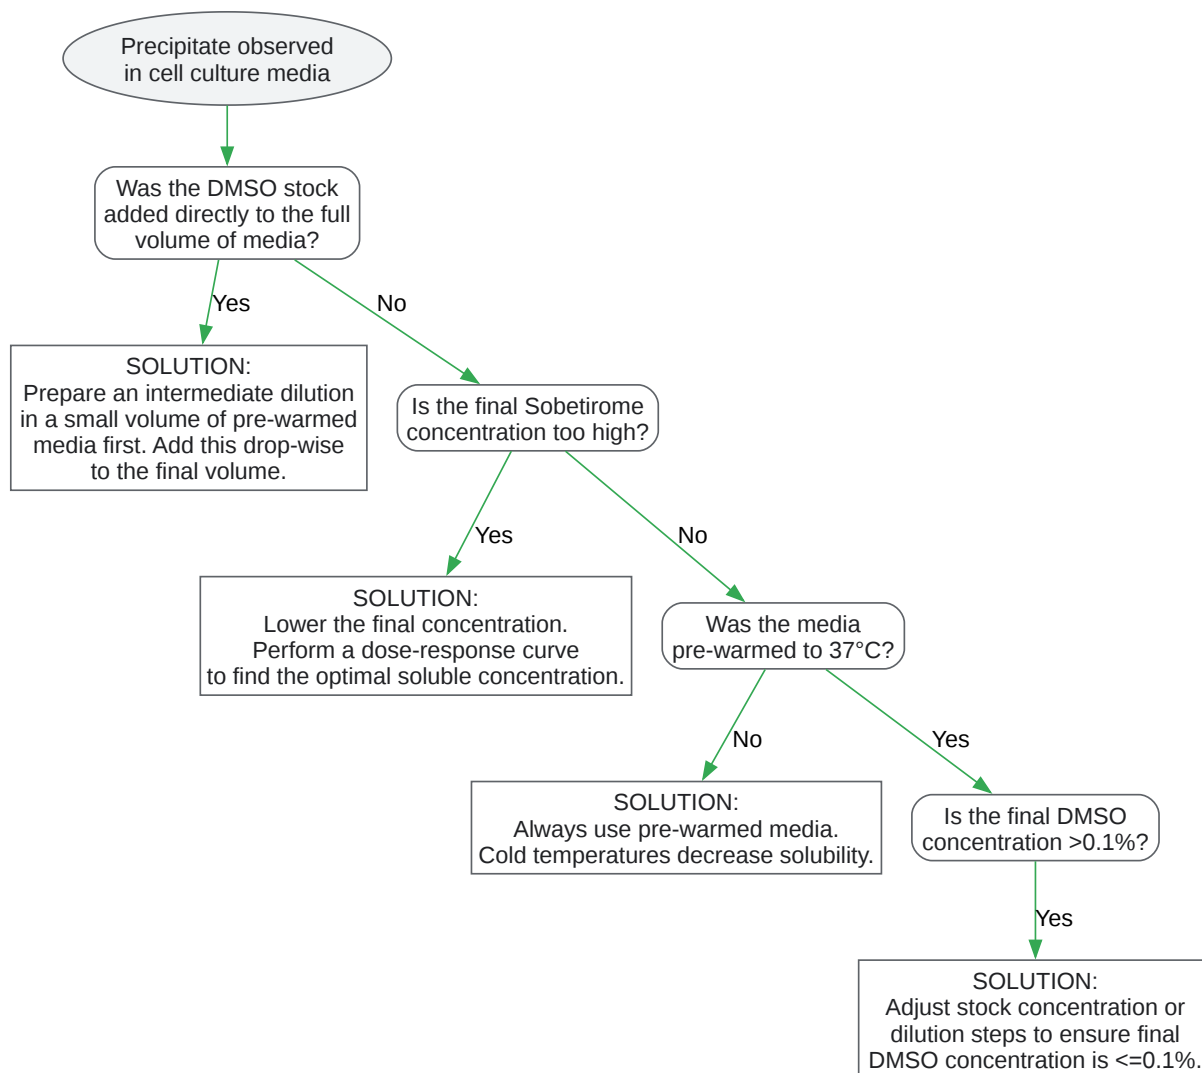 Precipitate observed
in cell culture media
Was the DMSO stock
added directly to the full
volume of media?
Yes
No
SOLUTION:
Prepare an intermediate dilution
in a small volume of pre-warmed
media first. Add this drop-wise
to the final volume.
Is the final Sobetirome
concentration too high?
Yes
No
SOLUTION:
Lower the final concentration.
Perform a dose-response curve
to find the optimal soluble concentration.
Was the media
pre-warmed to 37°C?
No
Yes
SOLUTION:
Always use pre-warmed media.
Cold temperatures decrease solubility.
Is the final DMSO
concentration >0.1%?
Yes
SOLUTION:
Adjust stock concentration or
dilution steps to ensure final
DMSO concentration is <=0.1%.